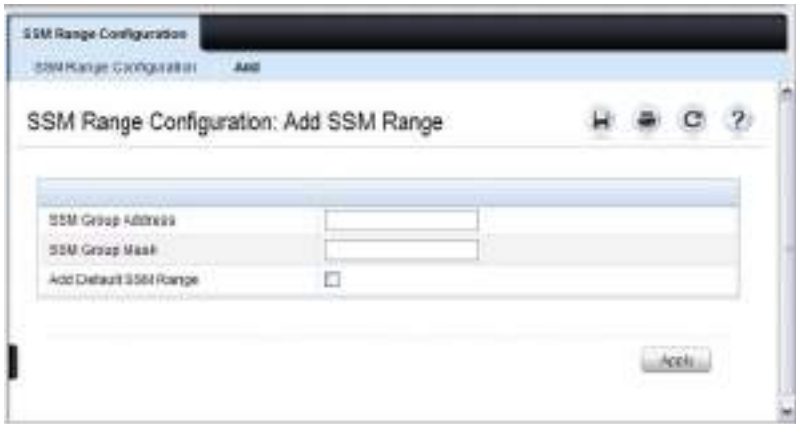 SSM Range Configuration
SSM Range Configuration Add
SSM Range Configuration: Add SSM Range
?
SSM Group Address
SSM Group Mask
Add Default SSM Range
Apply